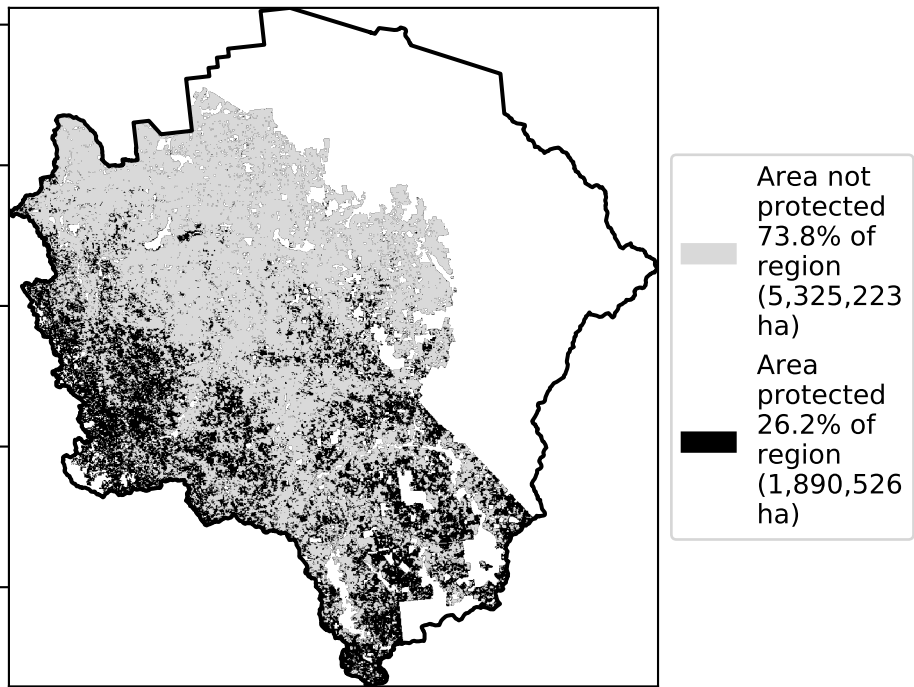 Area not
protected
73.8% of
region
(5,325,223
ha)
Area
protected
26.2% of
region
(1,890,526
ha)